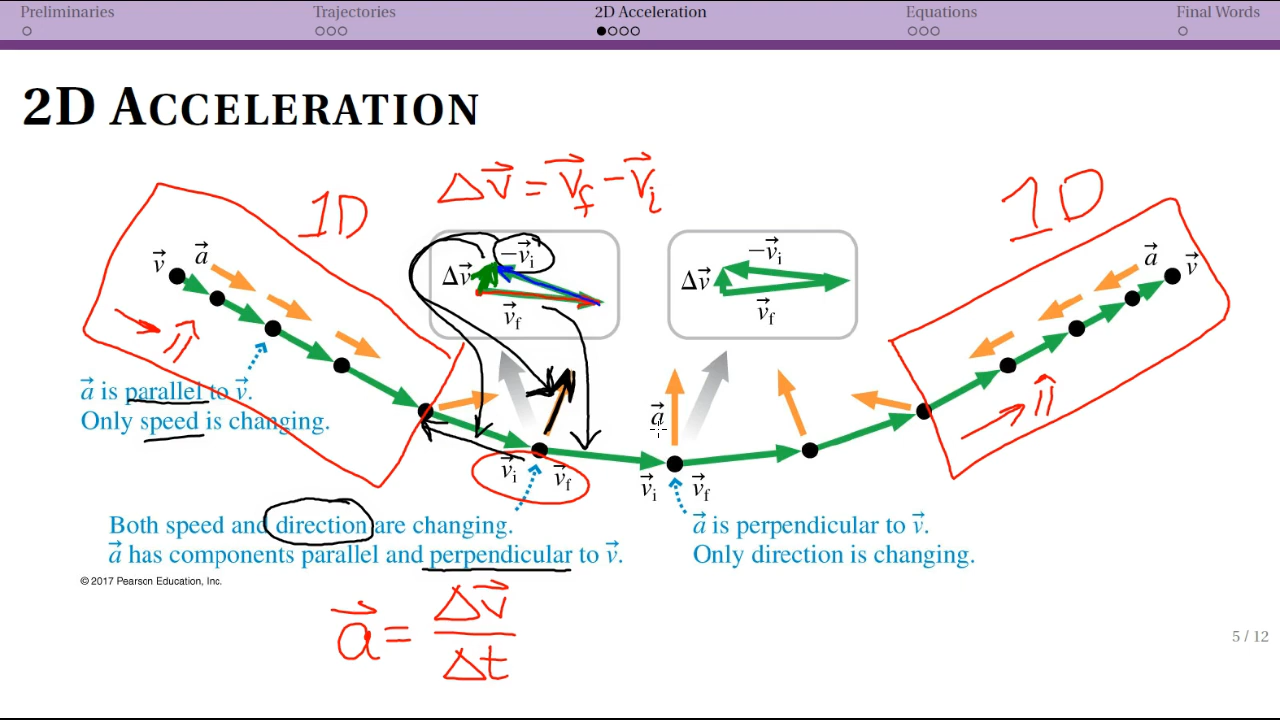 Preliminaries Trajectories 2D Acceleration Equations Final Words
2D ACCELERATION
Δv⃗ = v⃗f − v⃗i
1D
1D
v⃗ a⃗
Δv⃗ −v⃗i
v⃗f
Δv⃗ −v⃗i
v⃗f
a⃗ v⃗
a⃗ is parallel to v⃗.
Only speed is changing.
a⃗
v⃗i v⃗f
v⃗i v⃗f
Both speed and direction are changing.
a⃗ has components parallel and perpendicular to v⃗.
a⃗ is perpendicular to v⃗.
Only direction is changing.
© 2017 Pearson Education, Inc.
a⃗ = Δv⃗ / Δt
5 / 12